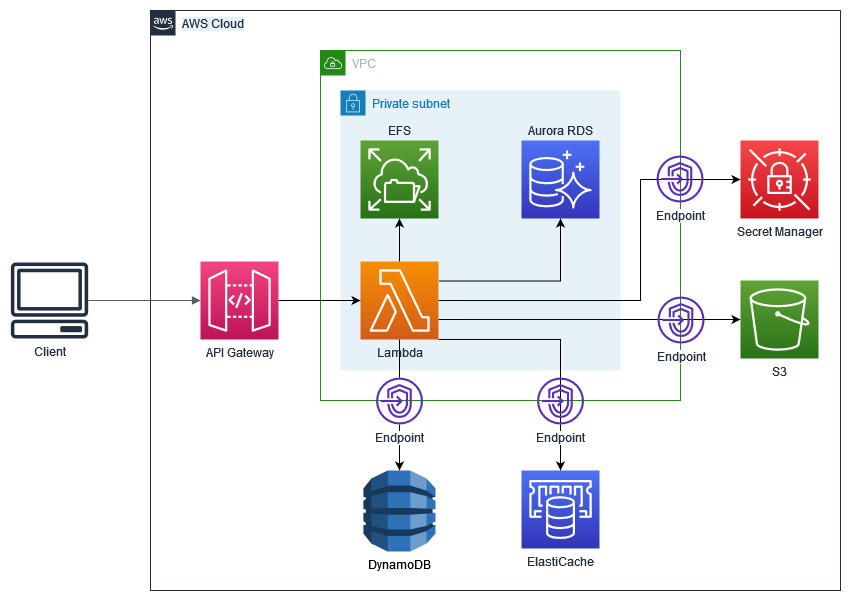 aws
AWS Cloud
VPC
Private subnet
EFS
Aurora RDS
Endpoint
Secret Manager
Client
API Gateway
</>
Lambda
Endpoint
S3
Endpoint
Endpoint
DynamoDB
ElastiCache